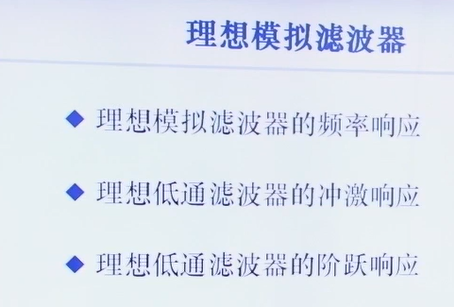 理想模拟滤波器
◆ 理想模拟滤波器的频率响应
◆ 理想低通滤波器的冲激响应
◆ 理想低通滤波器的阶跃响应